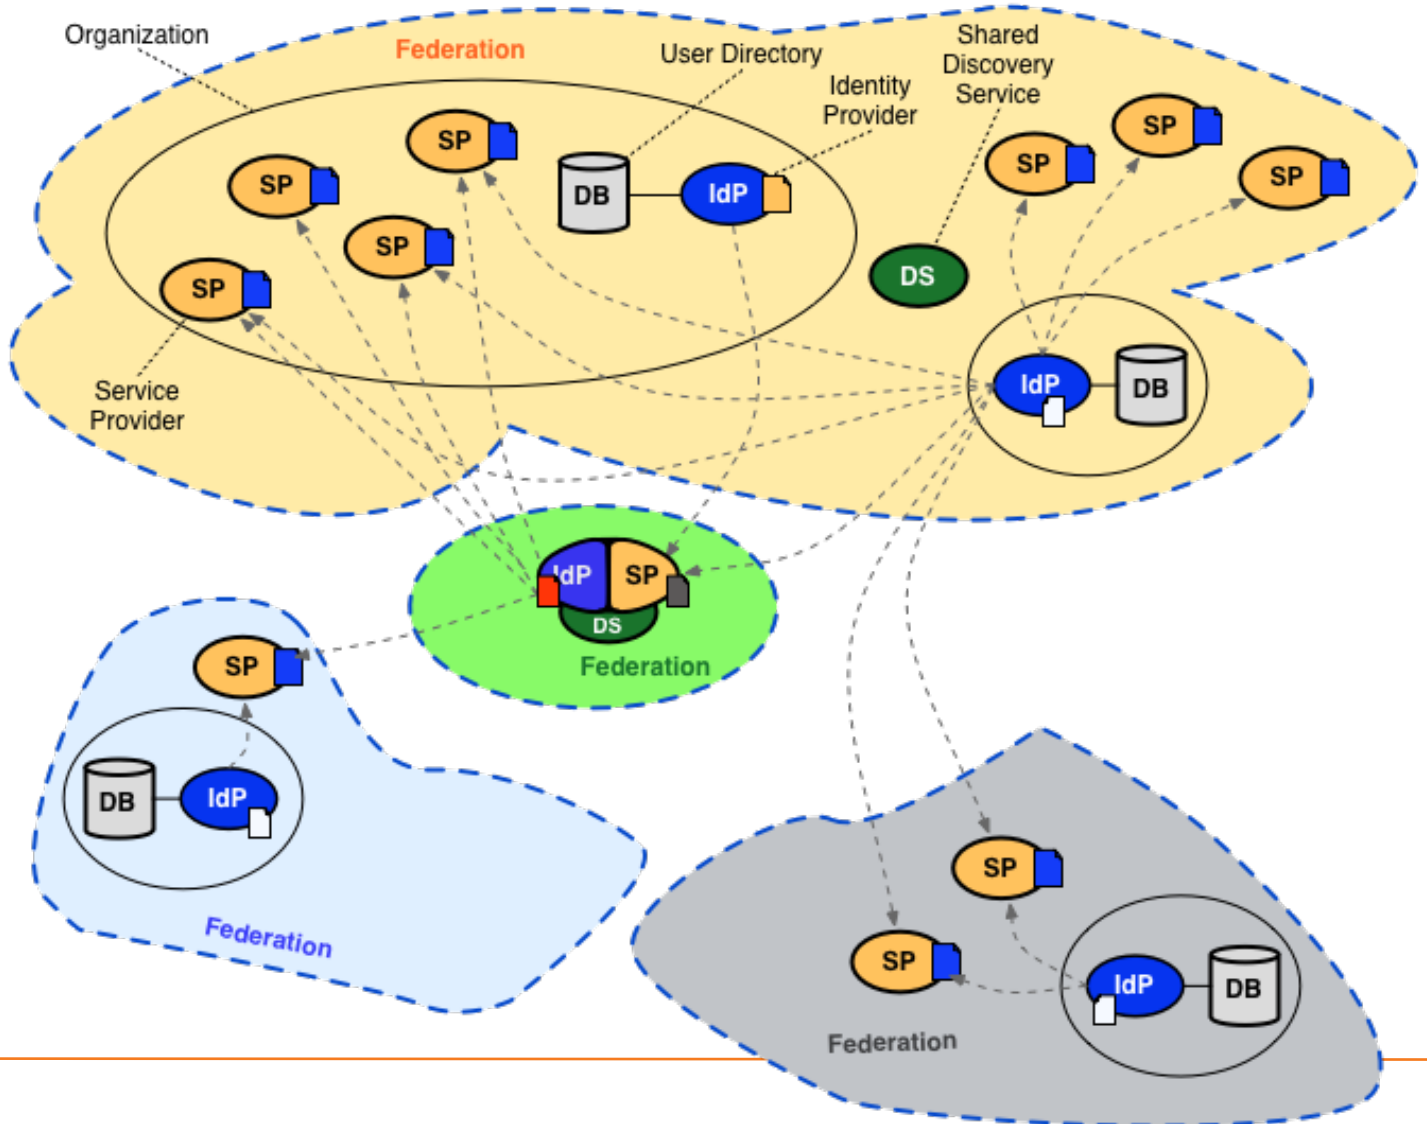 Organization
Federation
User Directory
Shared
Discovery
Service
Identity
Provider
SP
SP
SP
SP
SP
DB
IdP
SP
SP
SP
DS
IdP
DB
Service
Provider
IdP
SP
DS
Federation
SP
DB
IdP
Federation
SP
SP
IdP
DB
Federation